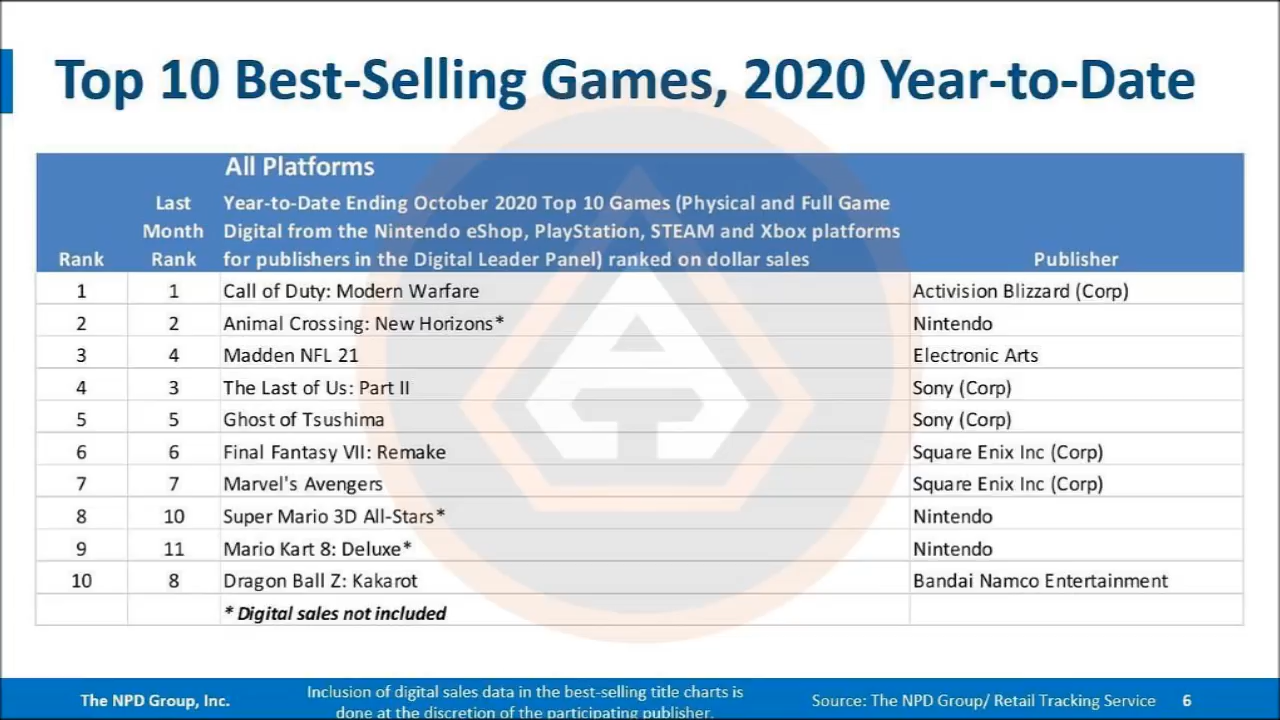 Top 10 Best-Selling Games, 2020 Year-to-Date
All Platforms
Last Year-to-Date Ending October 2020 Top 10 Games (Physical and Full Game
Month Digital from the Nintendo eShop, PlayStation, STEAM and Xbox platforms
Rank Rank for publishers in the Digital Leader Panel) ranked on dollar sales Publisher
1 1 Call of Duty: Modern Warfare Activision Blizzard (Corp)
2 2 Animal Crossing: New Horizons* Nintendo
3 4 Madden NFL 21 Electronic Arts
4 3 The Last of Us: Part II Sony (Corp)
5 5 Ghost of Tsushima Sony (Corp)
6 6 Final Fantasy VII: Remake Square Enix Inc (Corp)
7 7 Marvel's Avengers Square Enix Inc (Corp)
8 10 Super Mario 3D All-Stars* Nintendo
9 11 Mario Kart 8: Deluxe* Nintendo
10 8 Dragon Ball Z: Kakarot Bandai Namco Entertainment
* Digital sales not included
The NPD Group, Inc. Inclusion of digital sales data in the best-selling title charts is Source: The NPD Group/ Retail Tracking Service 6
done at the discretion of the participating publisher.